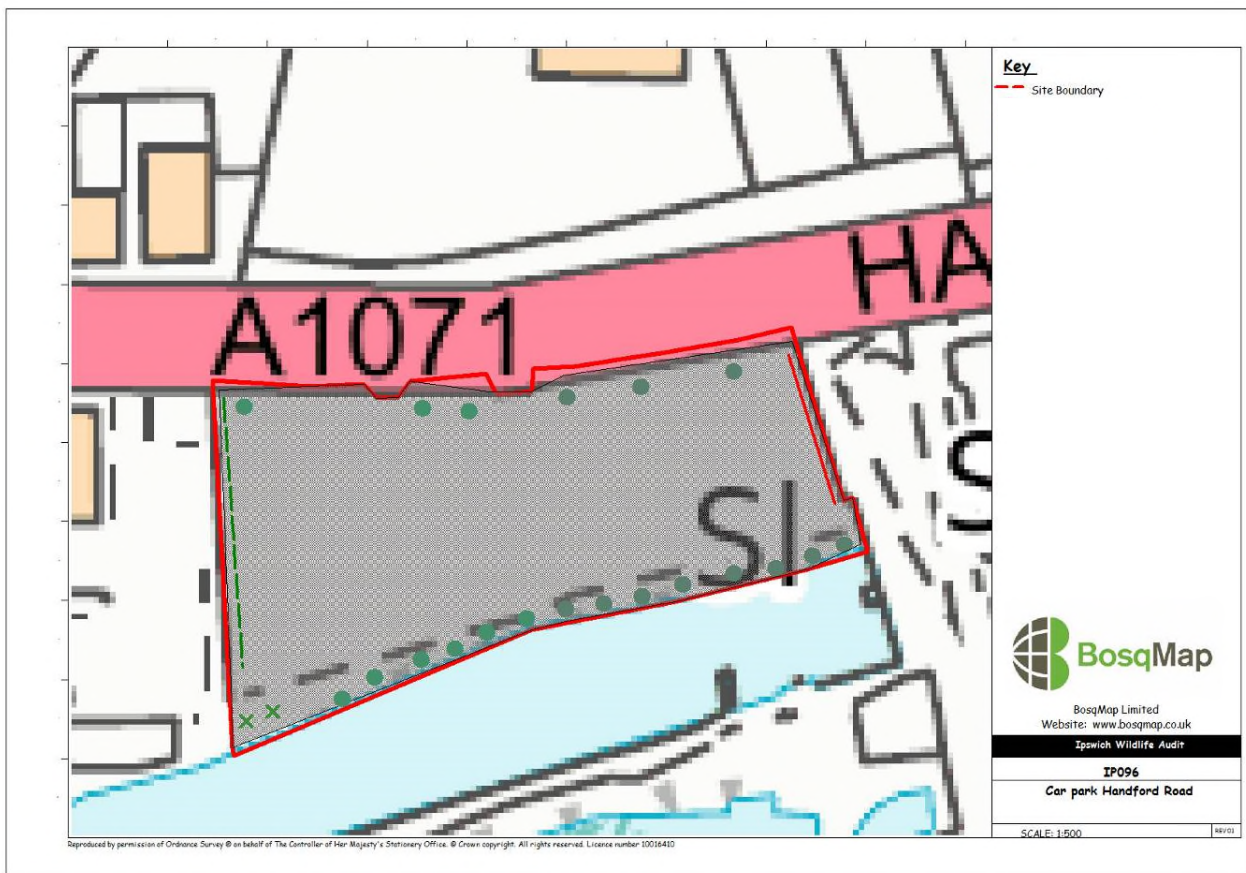 A1071
HA
SI
S
Key
Site Boundary
BosqMap
BosqMap Limited
Website: www.bosqmap.co.uk
Ipswich Wildlife Audit
IP096
Car park Handford Road
SCALE: 1:500
REV 01
Reproduced by permission of Ordnance Survey ® on behalf of The Controller of Her Majesty's Stationery Office. © Crown copyright. All rights reserved. Licence number 10016410